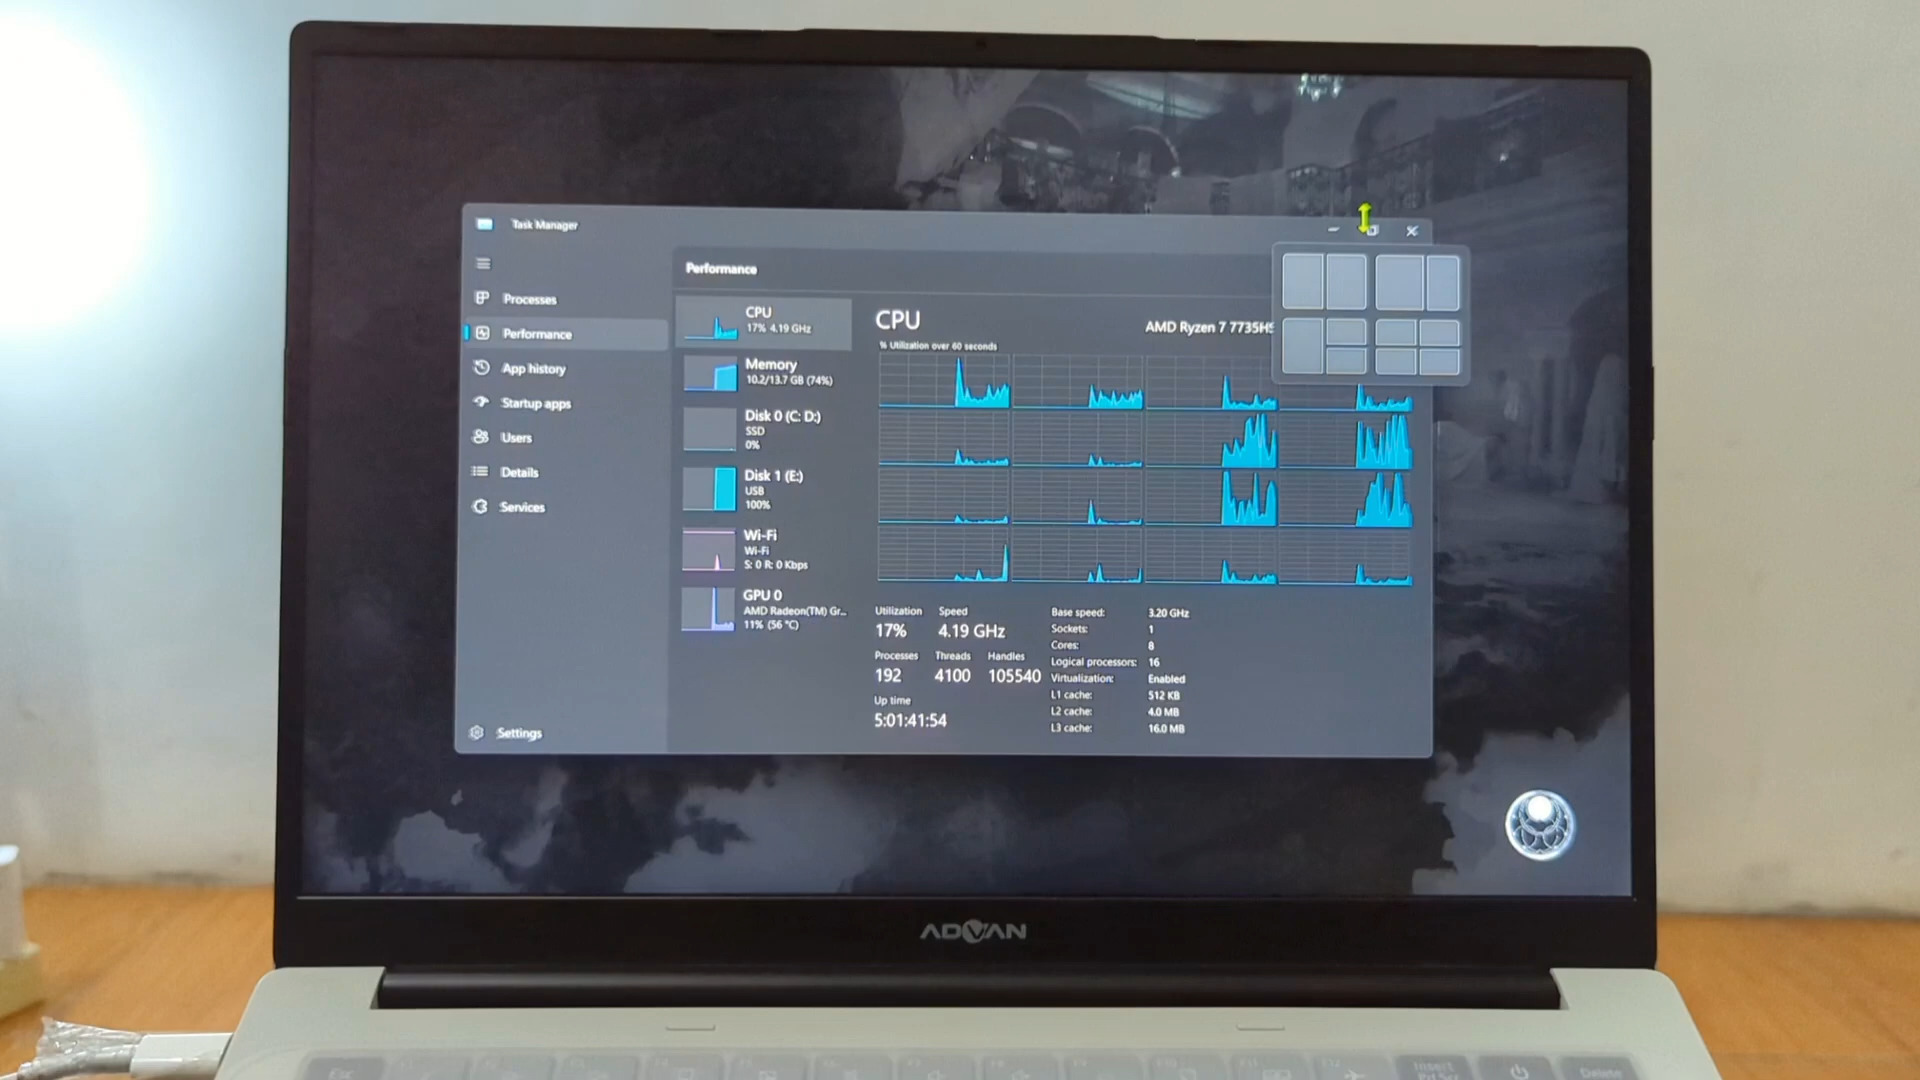 Task Manager
Performance
Processes
Performance
App history
Startup apps
Users
Details
Services
Settings
CPU
17% 4.19 GHz
Memory
10.2/13.7 GB (74%)
Disk 0 (C: D:)
SSD
0%
Disk 1 (E:)
USB
100%
Wi-Fi
Wi-Fi
S: 0 R: 0 Kbps
GPU 0
AMD Radeon(TM) Gr...
11% (56 °C)
CPU
AMD Ryzen 7 7735HS
% Utilization over 60 seconds
Utilization Speed
17% 4.19 GHz
Processes Threads Handles
192 4100 105540
Up time
5:01:41:54
Base speed: 3.20 GHz
Sockets: 1
Cores: 8
Logical processors: 16
Virtualization: Enabled
L1 cache: 512 KB
L2 cache: 4.0 MB
L3 cache: 16.0 MB
ADVAN
Esc
Insert
Delete